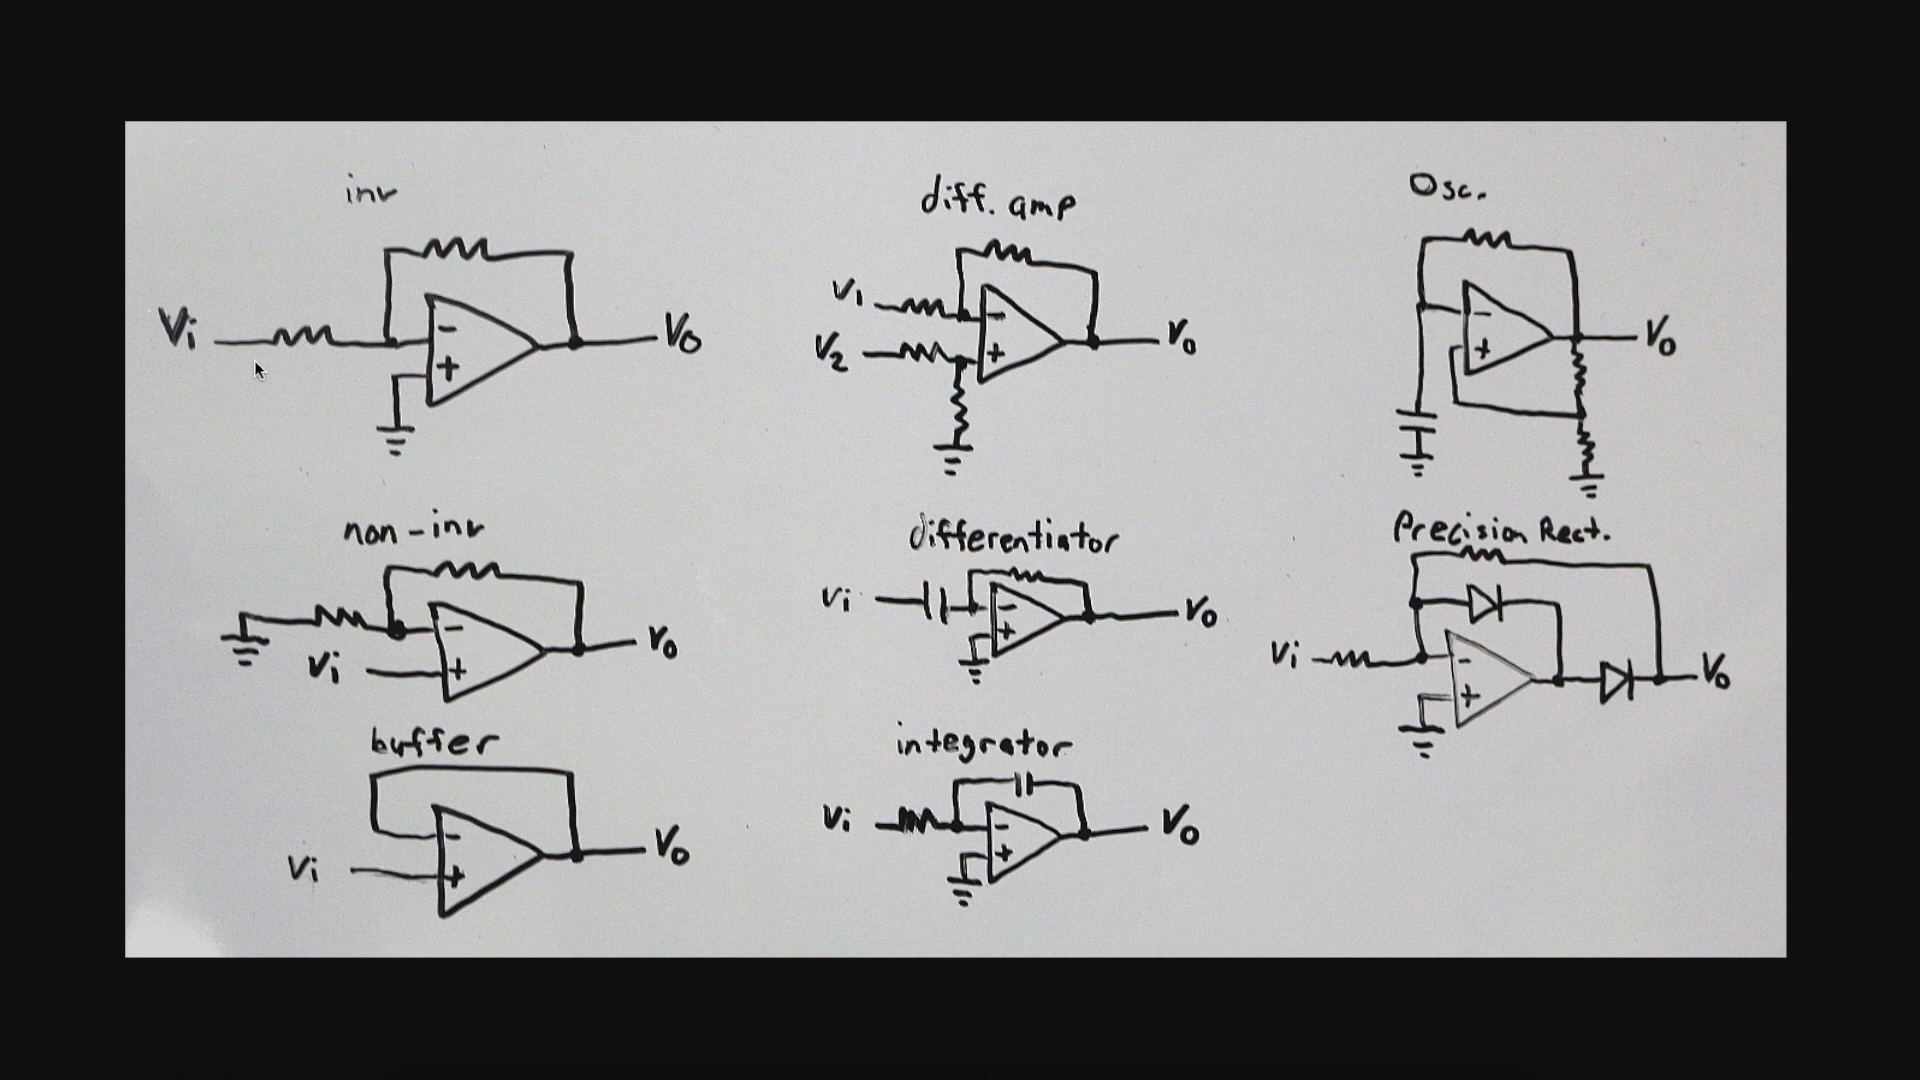 inv
Vi
Vo
-
+
non-inv
Vi
Vo
-
+
buffer
Vi
Vo
-
+
diff. amp
V1
V2
Vo
-
+
differentiator
Vi
Vo
-
+
integrator
Vi
Vo
-
+
Osc.
Vo
-
+
Precision Rect.
Vi
Vo
-
+